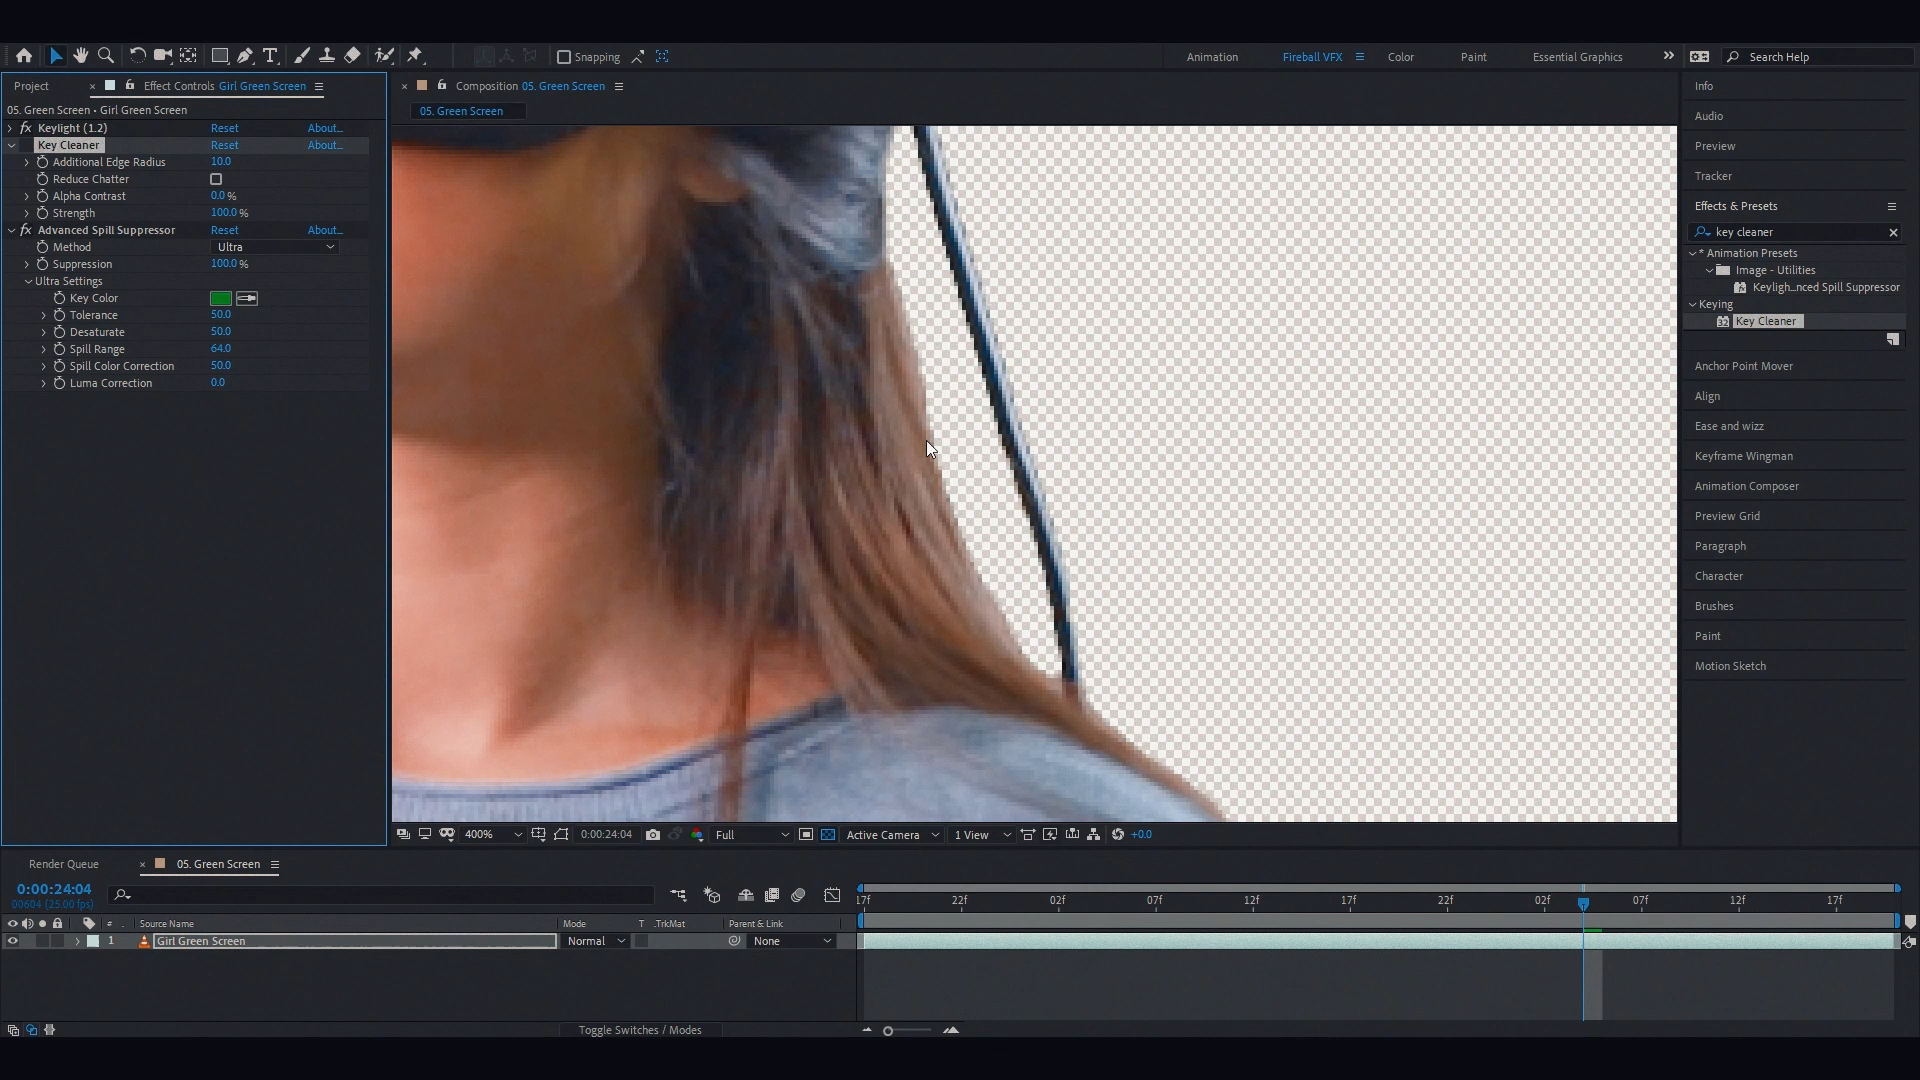 Snapping
Animation
Fireball VFX
Color
Paint
Essential Graphics
Search Help
Project
Effect Controls Girl Green Screen
Composition 05. Green Screen
Info
05. Green Screen • Girl Green Screen
05. Green Screen
Audio
Keylight (1.2) Reset About...
Key Cleaner Reset About...
Additional Edge Radius 10.0
Reduce Chatter
Alpha Contrast 0.0 %
Strength 100.0 %
Advanced Spill Suppressor Reset About...
Method Ultra
Suppression 100.0 %
Ultra Settings
Key Color
Tolerance 50.0
Desaturate 50.0
Spill Range 64.0
Spill Color Correction 50.0
Luma Correction 0.0
Preview
Tracker
Effects & Presets
key cleaner
* Animation Presets
Image - Utilities
Keyligh...nced Spill Suppressor
Keying
32 Key Cleaner
Anchor Point Mover
Align
Ease and wizz
Keyframe Wingman
Animation Composer
Preview Grid
Paragraph
Character
Brushes
Paint
Motion Sketch
400% 0:00:24:04 Full Active Camera 1 View +0.0
Render Queue 05. Green Screen
0:00:24:04
00604 (25.00 fps)
17f 22f 02f 07f 12f 17f 22f 02f 07f 12f 17f
# . Source Name Mode T .TrkMat Parent & Link
1 Girl Green Screen Normal None
Toggle Switches / Modes